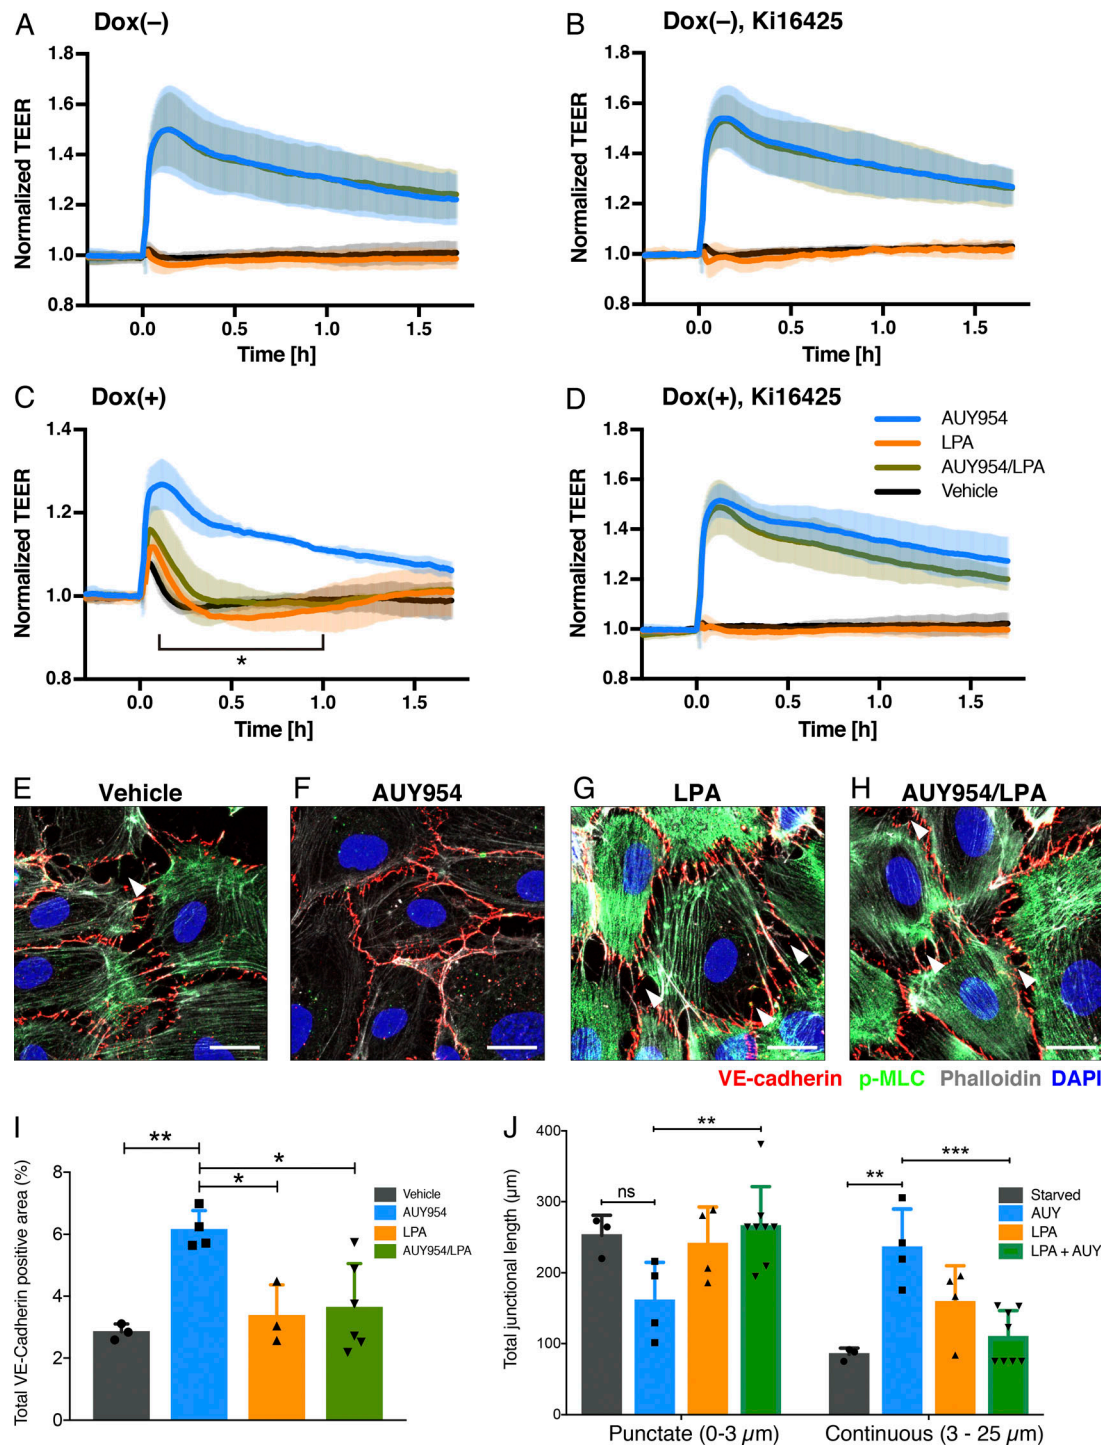 A
Dox(–)
Normalized TEER
1.8
1.6
1.4
1.2
1.0
0.8
0.0
0.5
1.0
1.5
Time [h]
B
Dox(–), Ki16425
Normalized TEER
1.8
1.6
1.4
1.2
1.0
0.8
0.0
0.5
1.0
1.5
Time [h]
C
Dox(+)
Normalized TEER
1.4
1.2
1.0
0.8
*
0.0
0.5
1.0
1.5
Time [h]
D
Dox(+), Ki16425
Normalized TEER
1.8
1.6
1.4
1.2
1.0
0.8
AUY954
LPA
AUY954/LPA
Vehicle
0.0
0.5
1.0
1.5
Time [h]
E
Vehicle
F
AUY954
G
LPA
H
AUY954/LPA
VE-cadherin p-MLC Phalloidin DAPI
I
Total VE-Cadherin positive area (%)
8
6
4
2
0
**
*
*
Vehicle
AUY954
LPA
AUY954/LPA
J
Total junctional length (µm)
400
300
200
100
0
ns
**
**
***
Starved
AUY
LPA
LPA + AUY
Punctate (0-3 µm)
Continuous (3 - 25 µm)